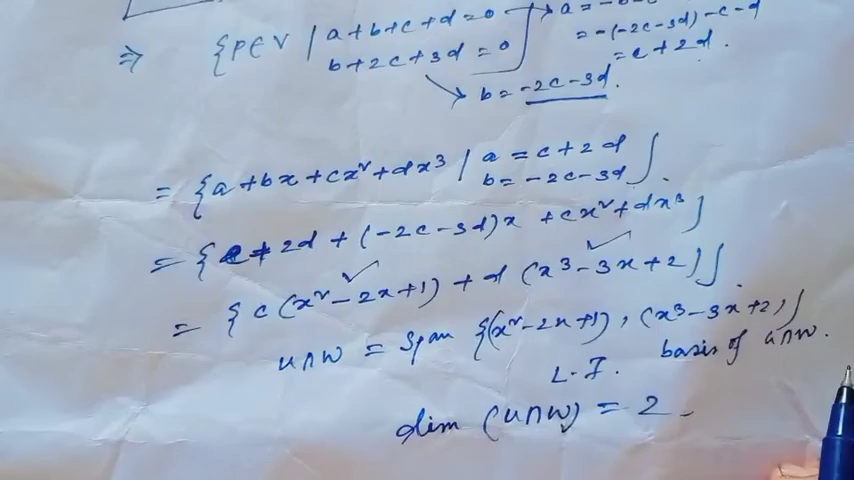 a = -b-c-
⇒ {P∈V | a+b+c+d=0
= -(-2c-3d)-c-d
b+2c+3d=0
= c+2d.
b = -2c-3d.
= {a+bx+cx²+dx³ | a = c+2d
b = -2c-3d}.
= {c+2d + (-2c-3d)x + cx²+dx³}
= {c(x²-2x+1) + d(x³-3x+2)}.
u∩w = span {(x²-2x+1), (x³-3x+2)}
L.I. basis of u∩w.
dim (u∩w) = 2.